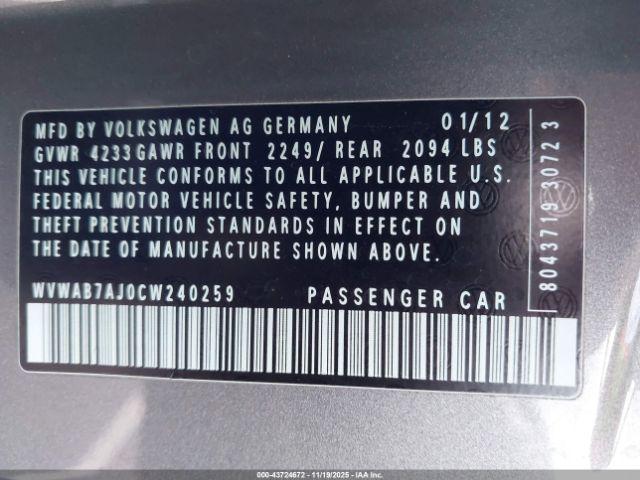 MFD BY VOLKSWAGEN AG GERMANY 01/12
GVWR 4233 GAWR FRONT 2249/ REAR 2094 LBS
THIS VEHICLE CONFORMS TO ALL APPLICABLE U.S.
FEDERAL MOTOR VEHICLE SAFETY, BUMPER AND
THEFT PREVENTION STANDARDS IN EFFECT ON
THE DATE OF MANUFACTURE SHOWN ABOVE.
WVWAB7AJ0CW240259 PASSENGER CAR
8043719 30723
000-43724672 - 11/19/2025 - IAAI.COM